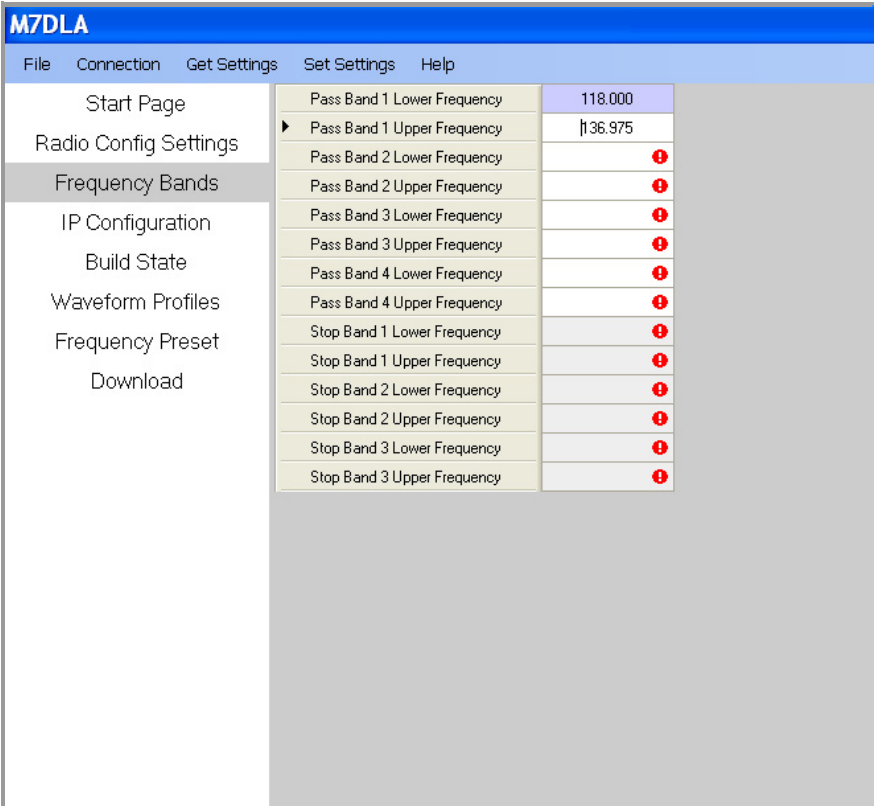 M7DLA
File Connection Get Settings Set Settings Help
Start Page
Radio Config Settings
Frequency Bands
IP Configuration
Build State
Waveform Profiles
Frequency Preset
Download
Pass Band 1 Lower Frequency 118.000
Pass Band 1 Upper Frequency 136.975
Pass Band 2 Lower Frequency
Pass Band 2 Upper Frequency
Pass Band 3 Lower Frequency
Pass Band 3 Upper Frequency
Pass Band 4 Lower Frequency
Pass Band 4 Upper Frequency
Stop Band 1 Lower Frequency
Stop Band 1 Upper Frequency
Stop Band 2 Lower Frequency
Stop Band 2 Upper Frequency
Stop Band 3 Lower Frequency
Stop Band 3 Upper Frequency